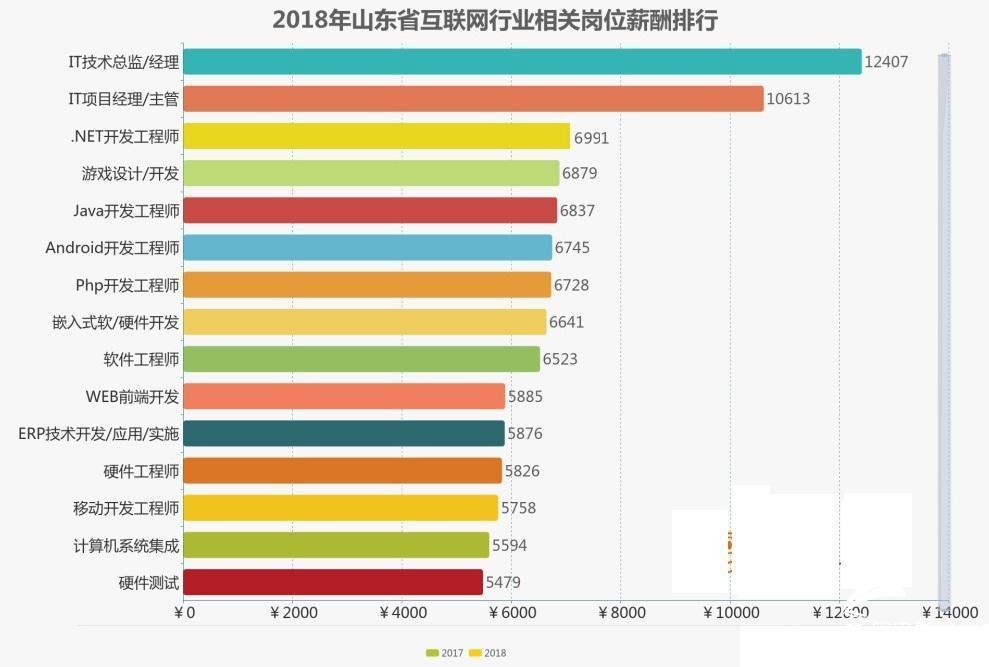 2018年山东省互联网行业相关岗位薪酬排行
IT技术总监/经理 12407
IT项目经理/主管 10613
.NET开发工程师 6991
游戏设计/开发 6879
Java开发工程师 6837
Android开发工程师 6745
Php开发工程师 6728
嵌入式软/硬件开发 6641
软件工程师 6523
WEB前端开发 5885
ERP技术开发/应用/实施 5876
硬件工程师 5826
移动开发工程师 5758
计算机系统集成 5594
硬件测试 5479
¥0 ¥2000 ¥4000 ¥6000 ¥8000 ¥10000 ¥12000 ¥14000
2017 2018